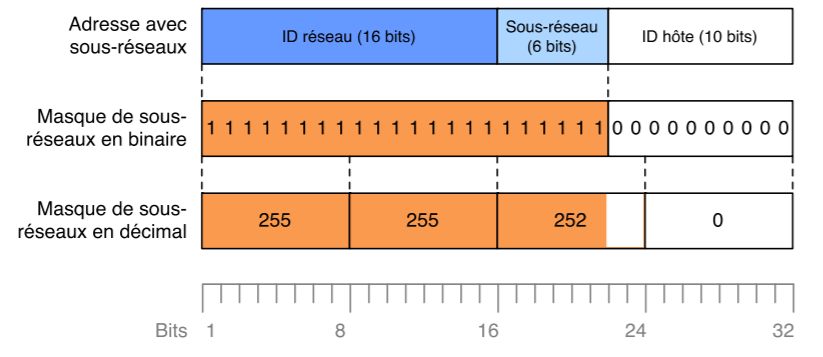 Adresse avec
sous-réseaux
ID réseau (16 bits)
Sous-réseau
(6 bits)
ID hôte (10 bits)
Masque de sous-
réseaux en binaire
1 1 1 1 1 1 1 1 1 1 1 1 1 1 1 1 1 1 1 1 1 1 0 0 0 0 0 0 0 0 0 0
Masque de sous-
réseaux en décimal
255
255
252
0
Bits
1
8
16
24
32